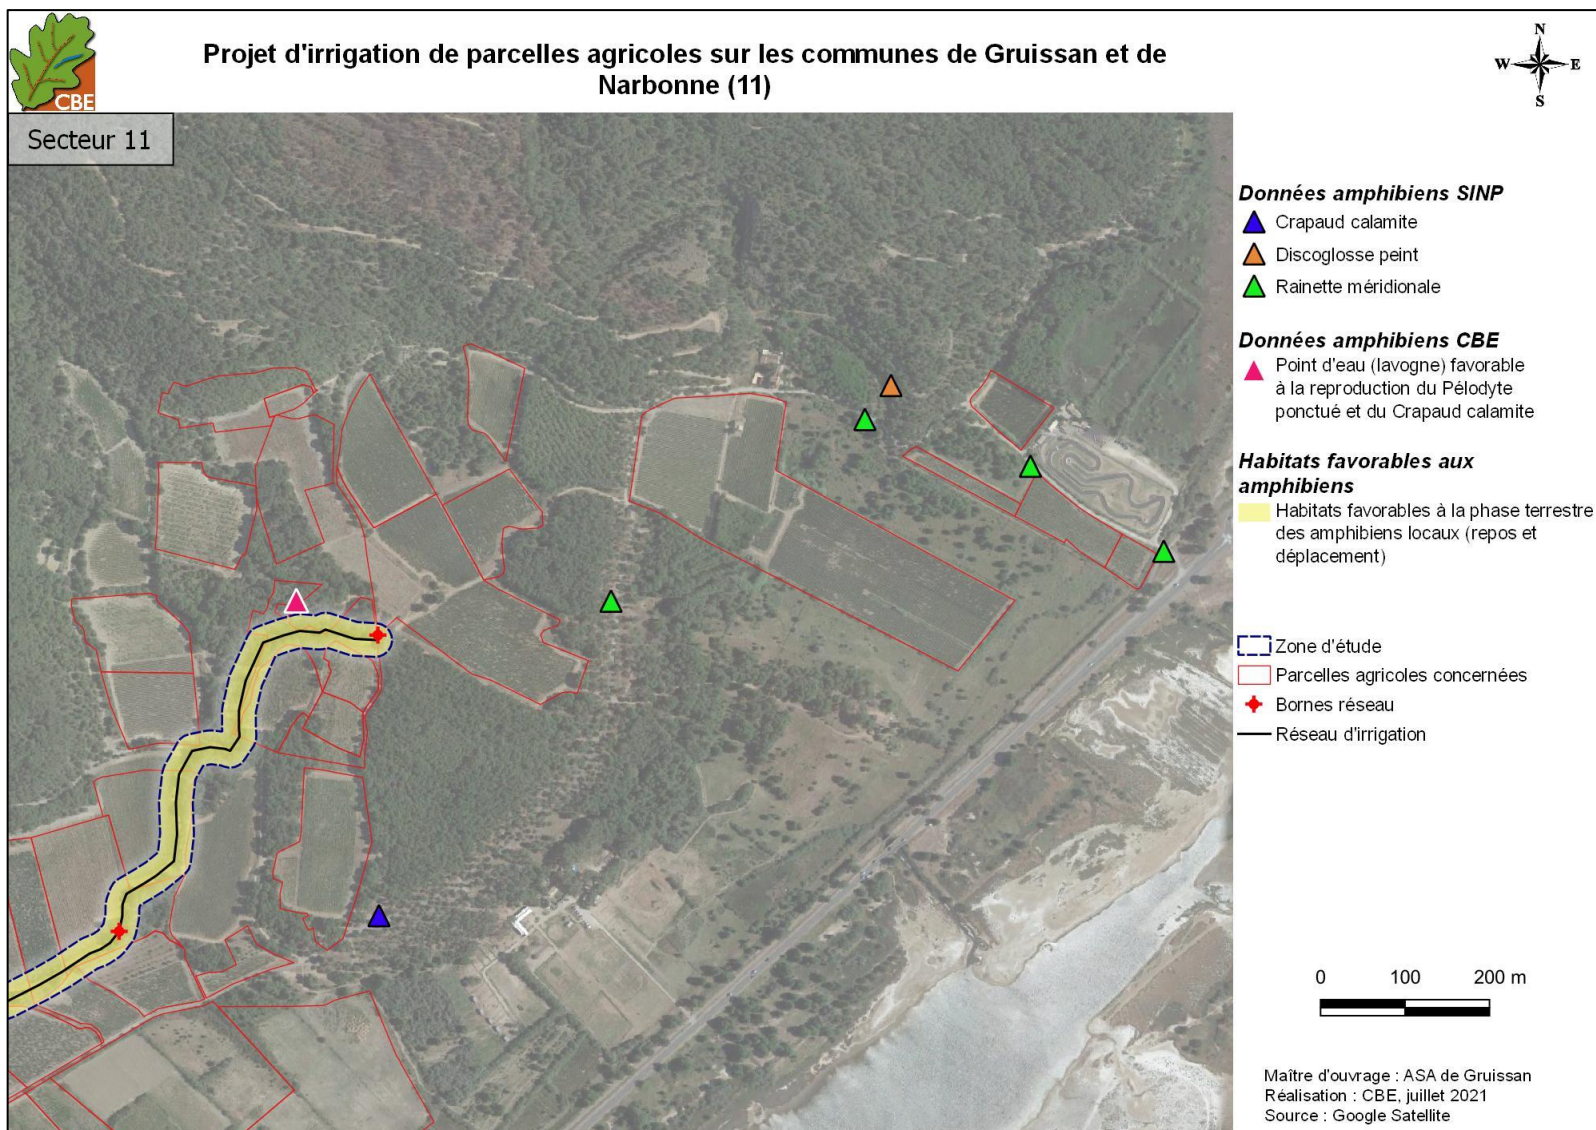 Projet d'irrigation de parcelles agricoles sur les communes de Gruissan et de
Narbonne (11)
CBE
N
W E
S
Secteur 11
Données amphibiens SINP
Crapaud calamite
Discoglosse peint
Rainette méridionale
Données amphibiens CBE
Point d'eau (lavogne) favorable
à la reproduction du Pélodyte
ponctué et du Crapaud calamite
Habitats favorables aux
amphibiens
Habitats favorables à la phase terrestre
des amphibiens locaux (repos et
déplacement)
Zone d'étude
Parcelles agricoles concernées
Bornes réseau
Réseau d'irrigation
0 100 200 m
Maître d'ouvrage : ASA de Gruissan
Réalisation : CBE, juillet 2021
Source : Google Satellite